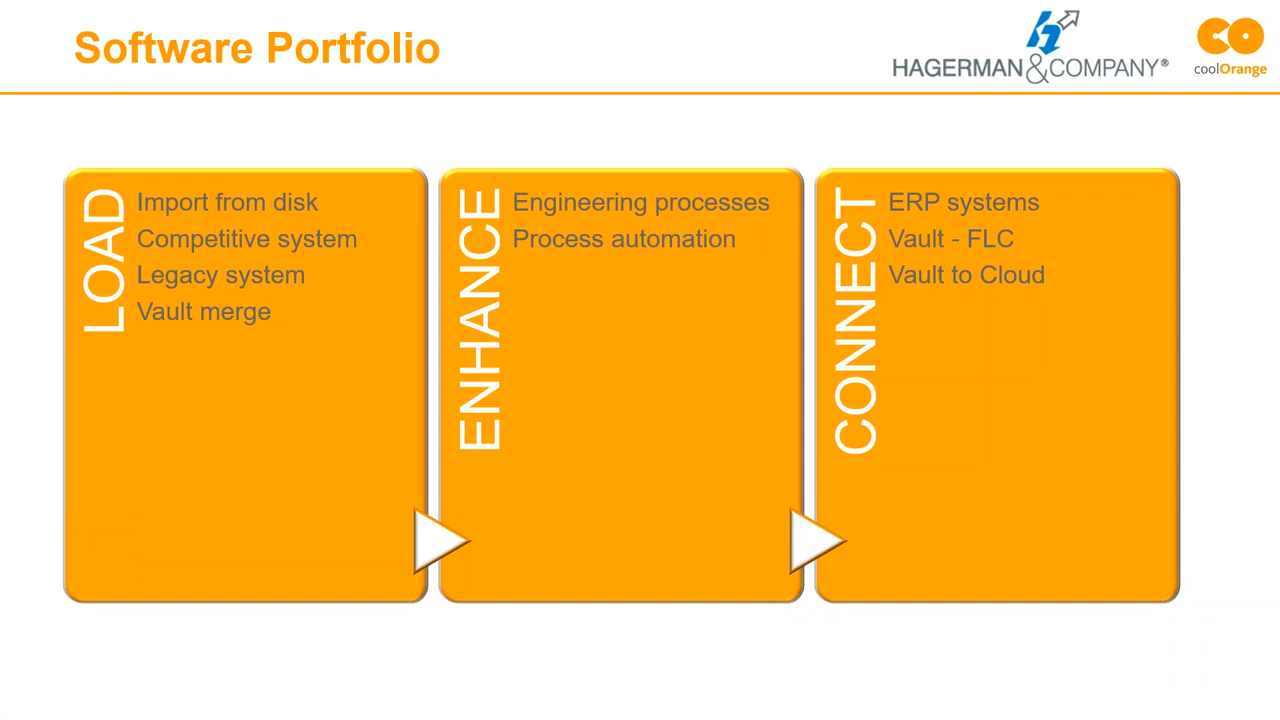 Software Portfolio
HAGERMAN &COMPANY®
coolOrange
LOAD
Import from disk
Competitive system
Legacy system
Vault merge
ENHANCE
Engineering processes
Process automation
CONNECT
ERP systems
Vault - FLC
Vault to Cloud